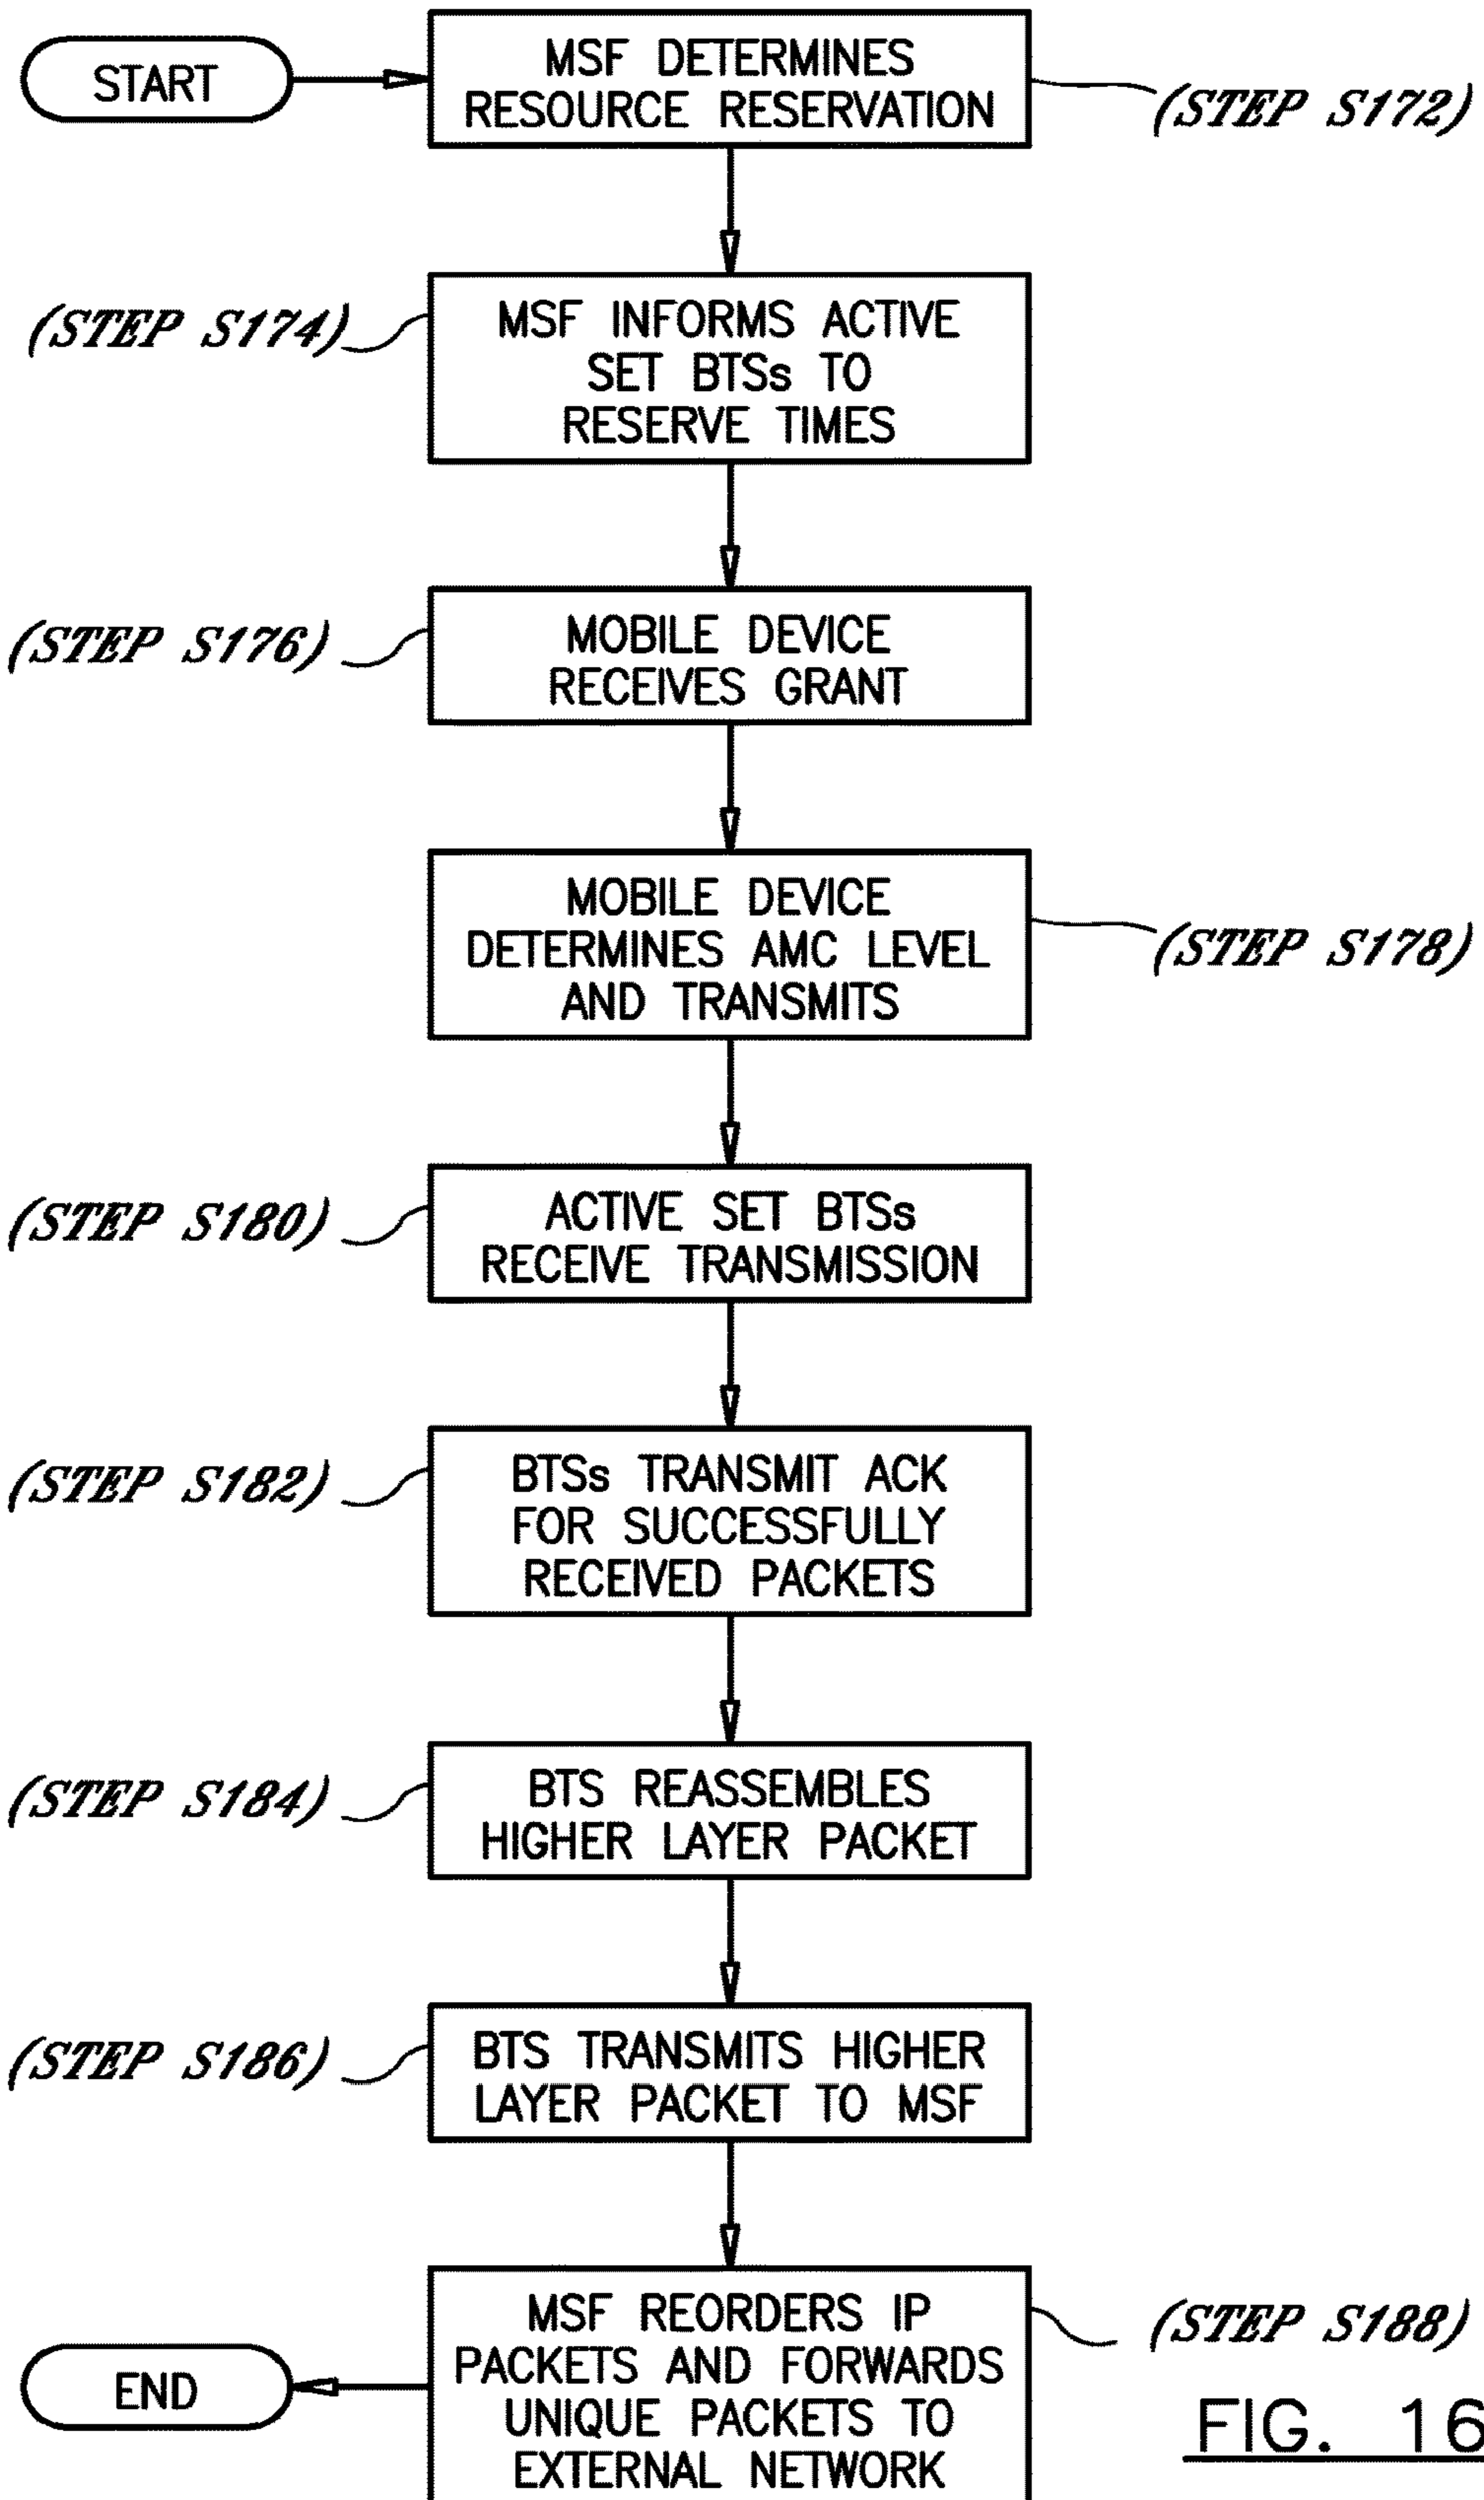 START
MSF DETERMINES
RESOURCE RESERVATION
(STEP S172)
(STEP S174)
MSF INFORMS ACTIVE
SET BTSs TO
RESERVE TIMES
(STEP S176)
MOBILE DEVICE
RECEIVES GRANT
MOBILE DEVICE
DETERMINES AMC LEVEL
AND TRANSMITS
(STEP S178)
(STEP S180)
ACTIVE SET BTSs
RECEIVE TRANSMISSION
(STEP S182)
BTSs TRANSMIT ACK
FOR SUCCESSFULLY
RECEIVED PACKETS
(STEP S184)
BTS REASSEMBLES
HIGHER LAYER PACKET
(STEP S186)
BTS TRANSMITS HIGHER
LAYER PACKET TO MSF
MSF REORDERS IP
PACKETS AND FORWARDS
UNIQUE PACKETS TO
EXTERNAL NETWORK
(STEP S188)
END
FIG. 16